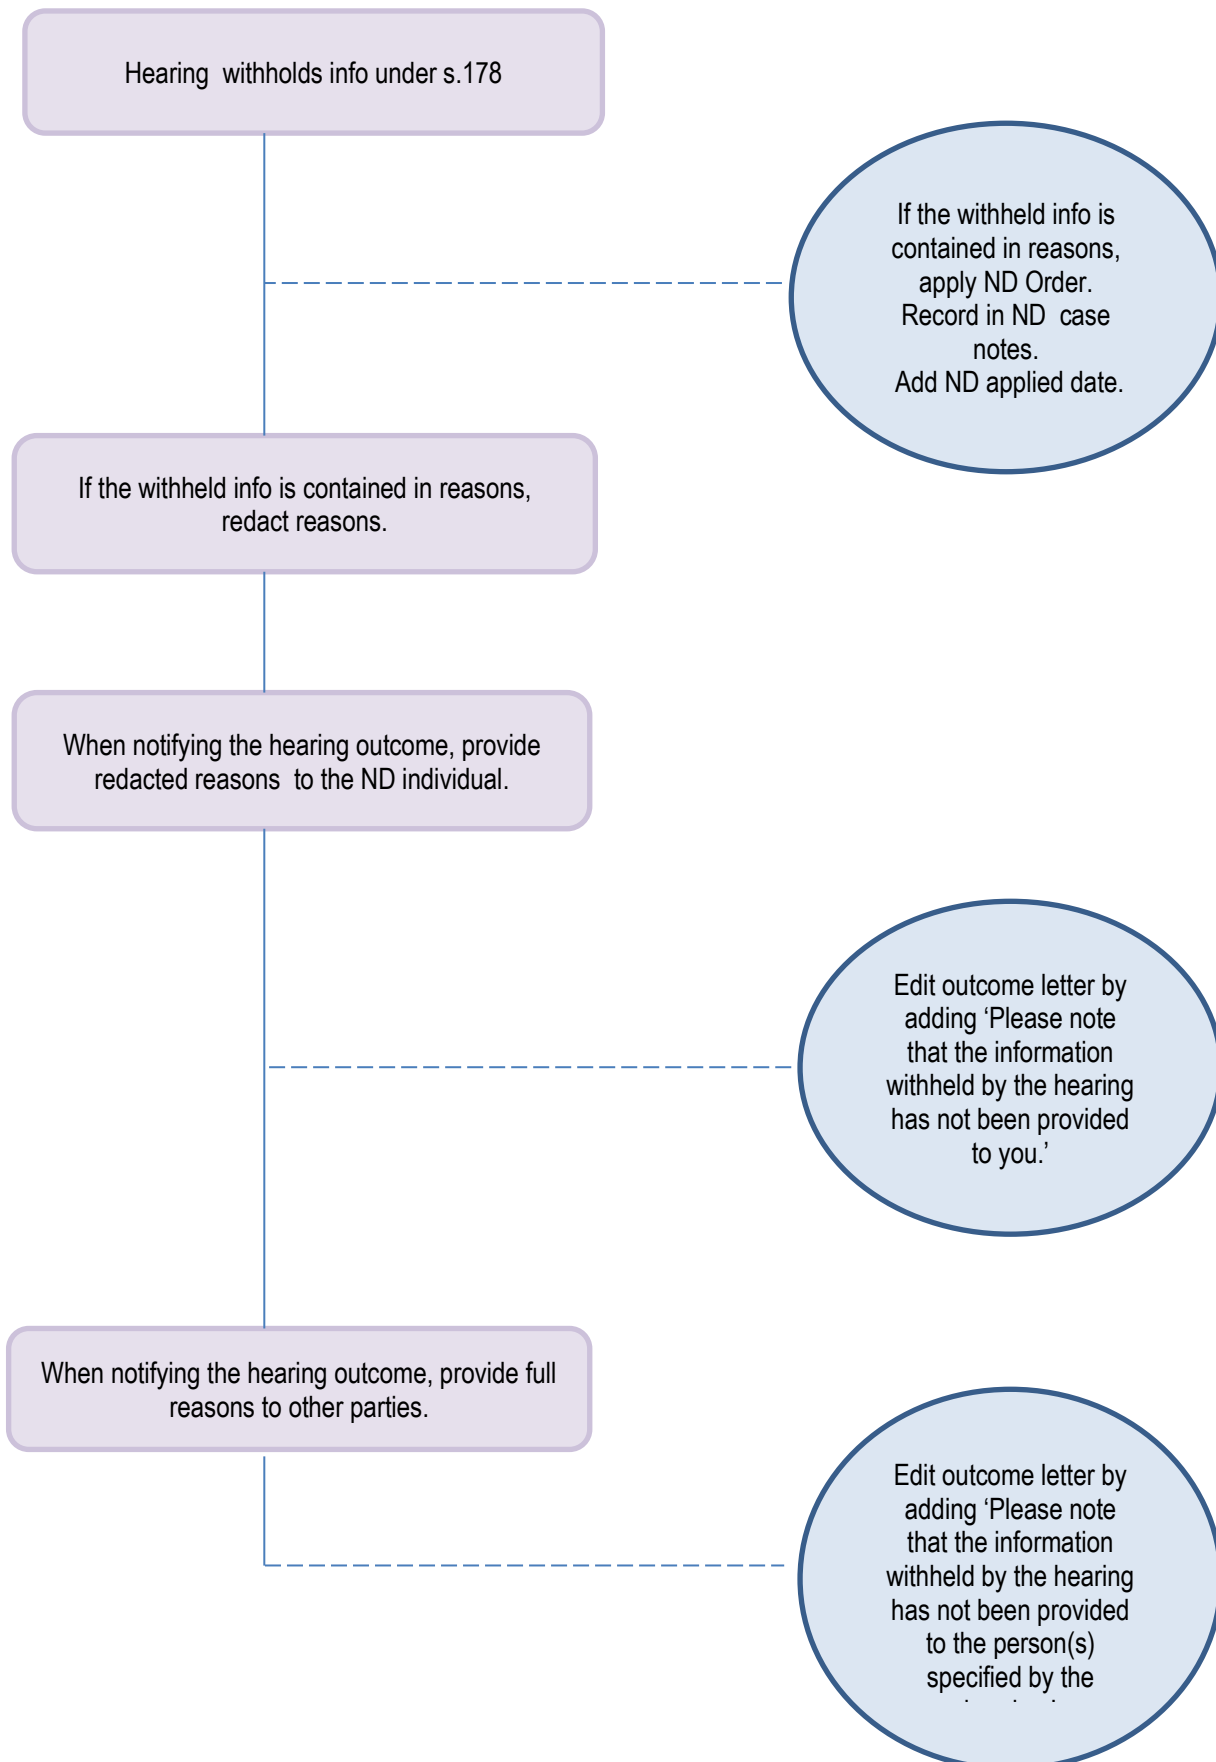 Hearing withholds info under s.178
If the withheld info is
contained in reasons,
apply ND Order.
Record in ND case
notes.
Add ND applied date.
If the withheld info is contained in reasons,
redact reasons.
When notifying the hearing outcome, provide
redacted reasons to the ND individual.
Edit outcome letter by
adding ‘Please note
that the information
withheld by the hearing
has not been provided
to you.’
When notifying the hearing outcome, provide full
reasons to other parties.
Edit outcome letter by
adding ‘Please note
that the information
withheld by the hearing
has not been provided
to the person(s)
specified by the